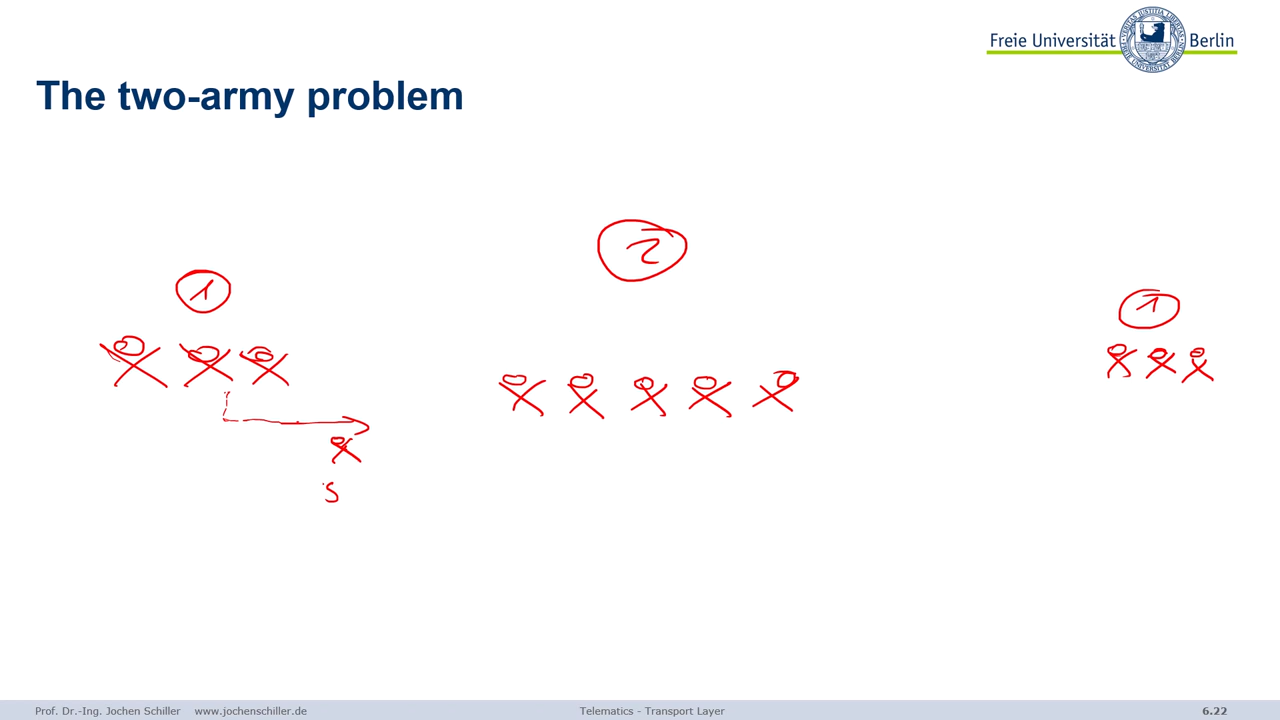 Freie Universität Berlin
The two-army problem
2
1
1
s
Prof. Dr.-Ing. Jochen Schiller www.jochenschiller.de Telematics - Transport Layer 6.22